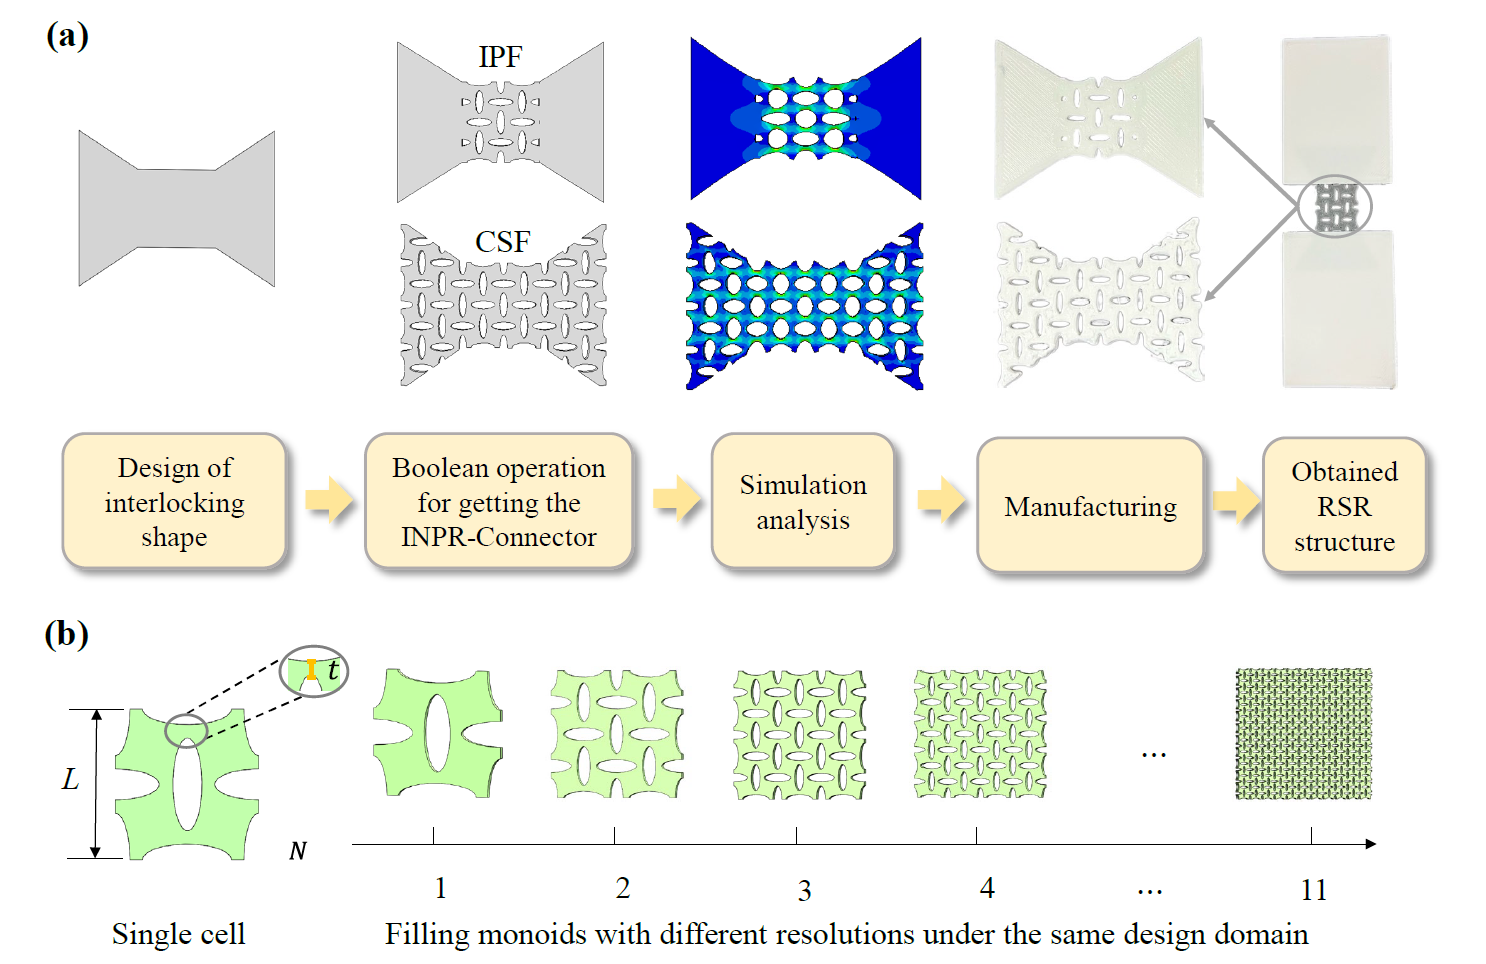 (a)
IPF
CSF
Design of
interlocking
shape
Boolean operation
for getting the
INPR-Connector
Simulation
analysis
Manufacturing
Obtained
RSR
structure
(b)
t
L
N
1
2
3
4
...
11
...
Single cell
Filling monoids with different resolutions under the same design domain